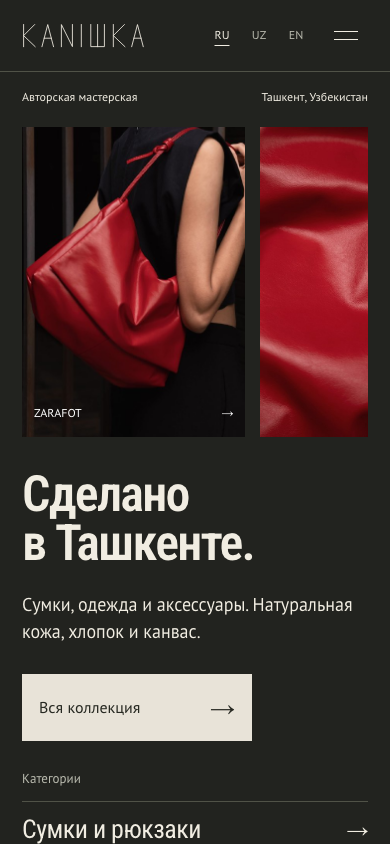 КАNIШКА
RU UZ EN
Авторская мастерская
Ташкент, Узбекистан
ZARAFOT →
Сделано
в Ташкенте.
Сумки, одежда и аксессуары. Натуральная
кожа, хлопок и канвас.
Вся коллекция →
Категории
Сумки и рюкзаки →